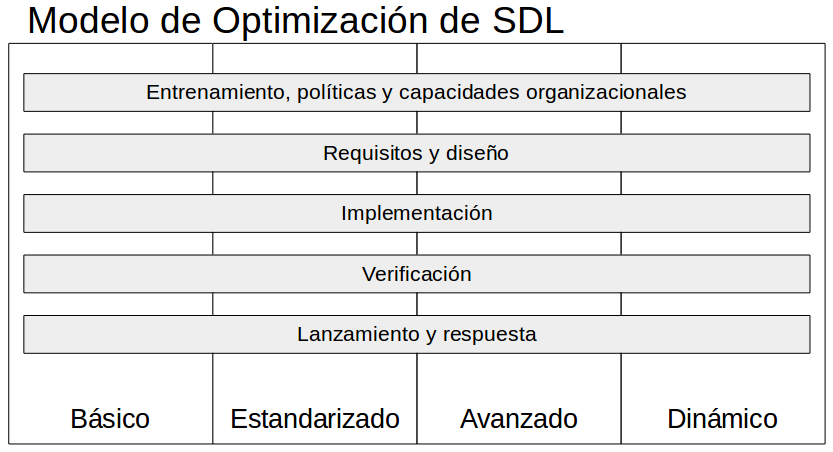 Modelo de Optimización de SDL
Entrenamiento, políticas y capacidades organizacionales
Requisitos y diseño
Implementación
Verificación
Lanzamiento y respuesta
Básico
Estandarizado
Avanzado
Dinámico